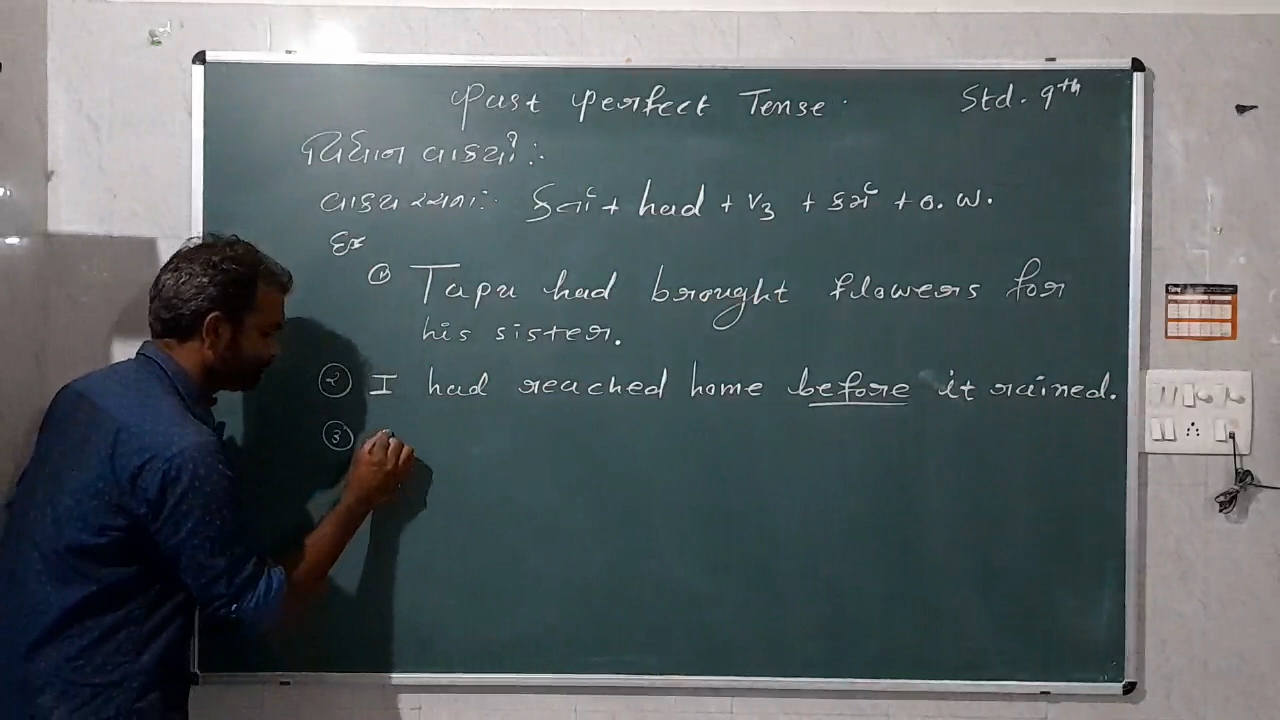 Past Perfect Tense. Std. 9th
વિધાન વાક્યો :-
વાક્ય રચના:- કર્તા + had + V3 + કર્મ + o. w.
Ex
① Tapu had brought flowers for
his sister.
② I had reached home before it rained.
③